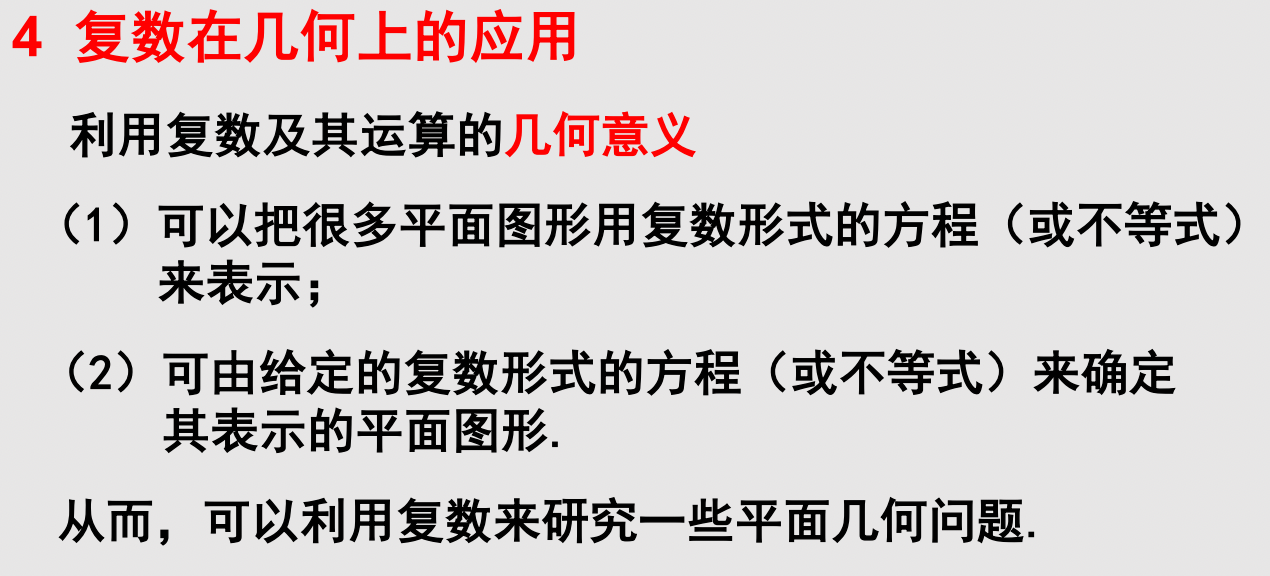 4 复数在几何上的应用
利用复数及其运算的几何意义
（1）可以把很多平面图形用复数形式的方程（或不等式）
来表示；
（2）可由给定的复数形式的方程（或不等式）来确定
其表示的平面图形.
从而，可以利用复数来研究一些平面几何问题.